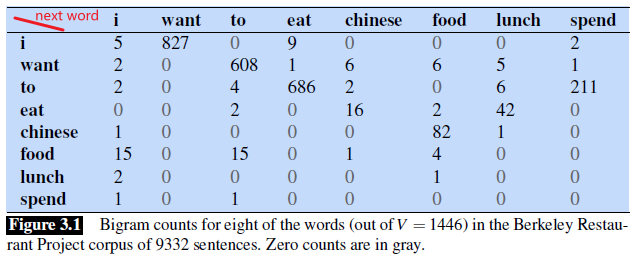 next word i want to eat chinese food lunch spend
i 5 827 0 9 0 0 0 2
want 2 0 608 1 6 6 5 1
to 2 0 4 686 2 0 6 211
eat 0 0 2 0 16 2 42 0
chinese 1 0 0 0 0 82 1 0
food 15 0 15 0 1 4 0 0
lunch 2 0 0 0 0 1 0 0
spend 1 0 1 0 0 0 0 0
Figure 3.1 Bigram counts for eight of the words (out of V = 1446) in the Berkeley Restau-
rant Project corpus of 9332 sentences. Zero counts are in gray.